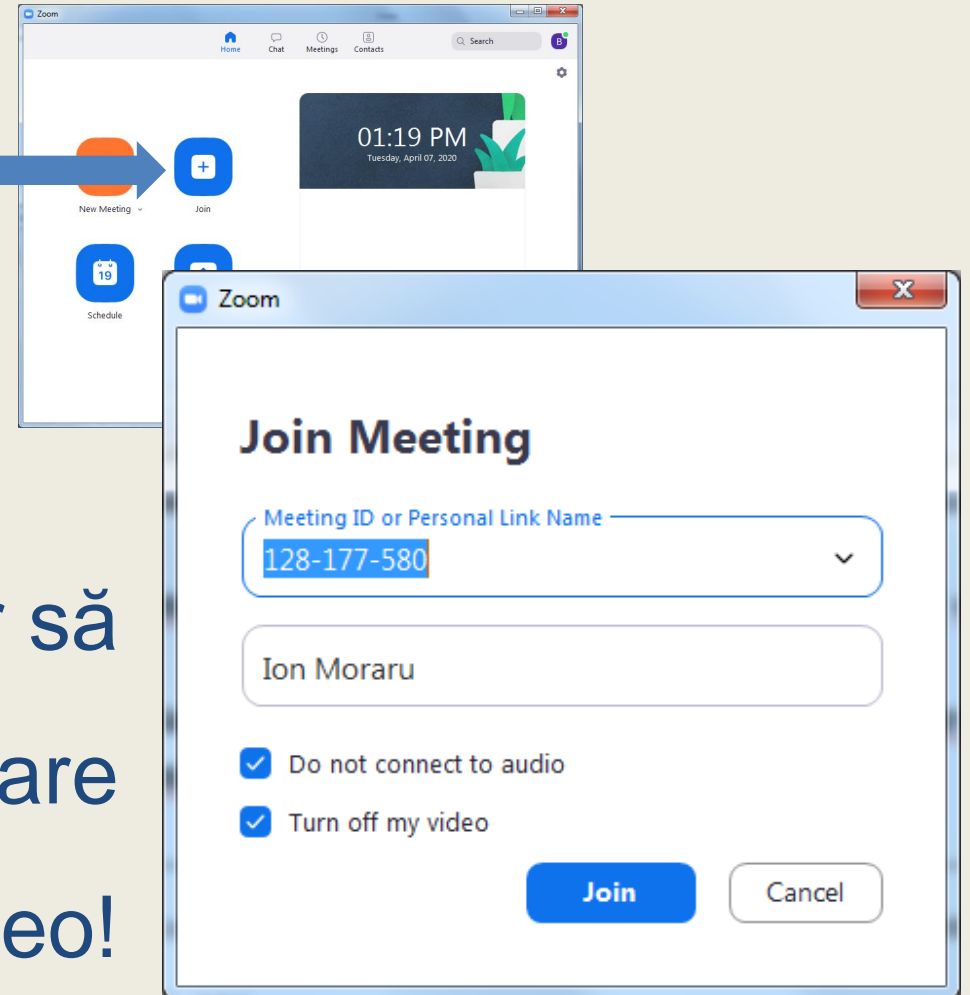 Zoom
Home Chat Meetings Contacts
Search
B
01:19 PM
Tuesday, April 07, 2020
New Meeting Join
19
Schedule
Zoom
Join Meeting
Meeting ID or Personal Link Name
128-177-580
Ion Moraru
Do not connect to audio
Turn off my video
Join Cancel
să
are
eo!